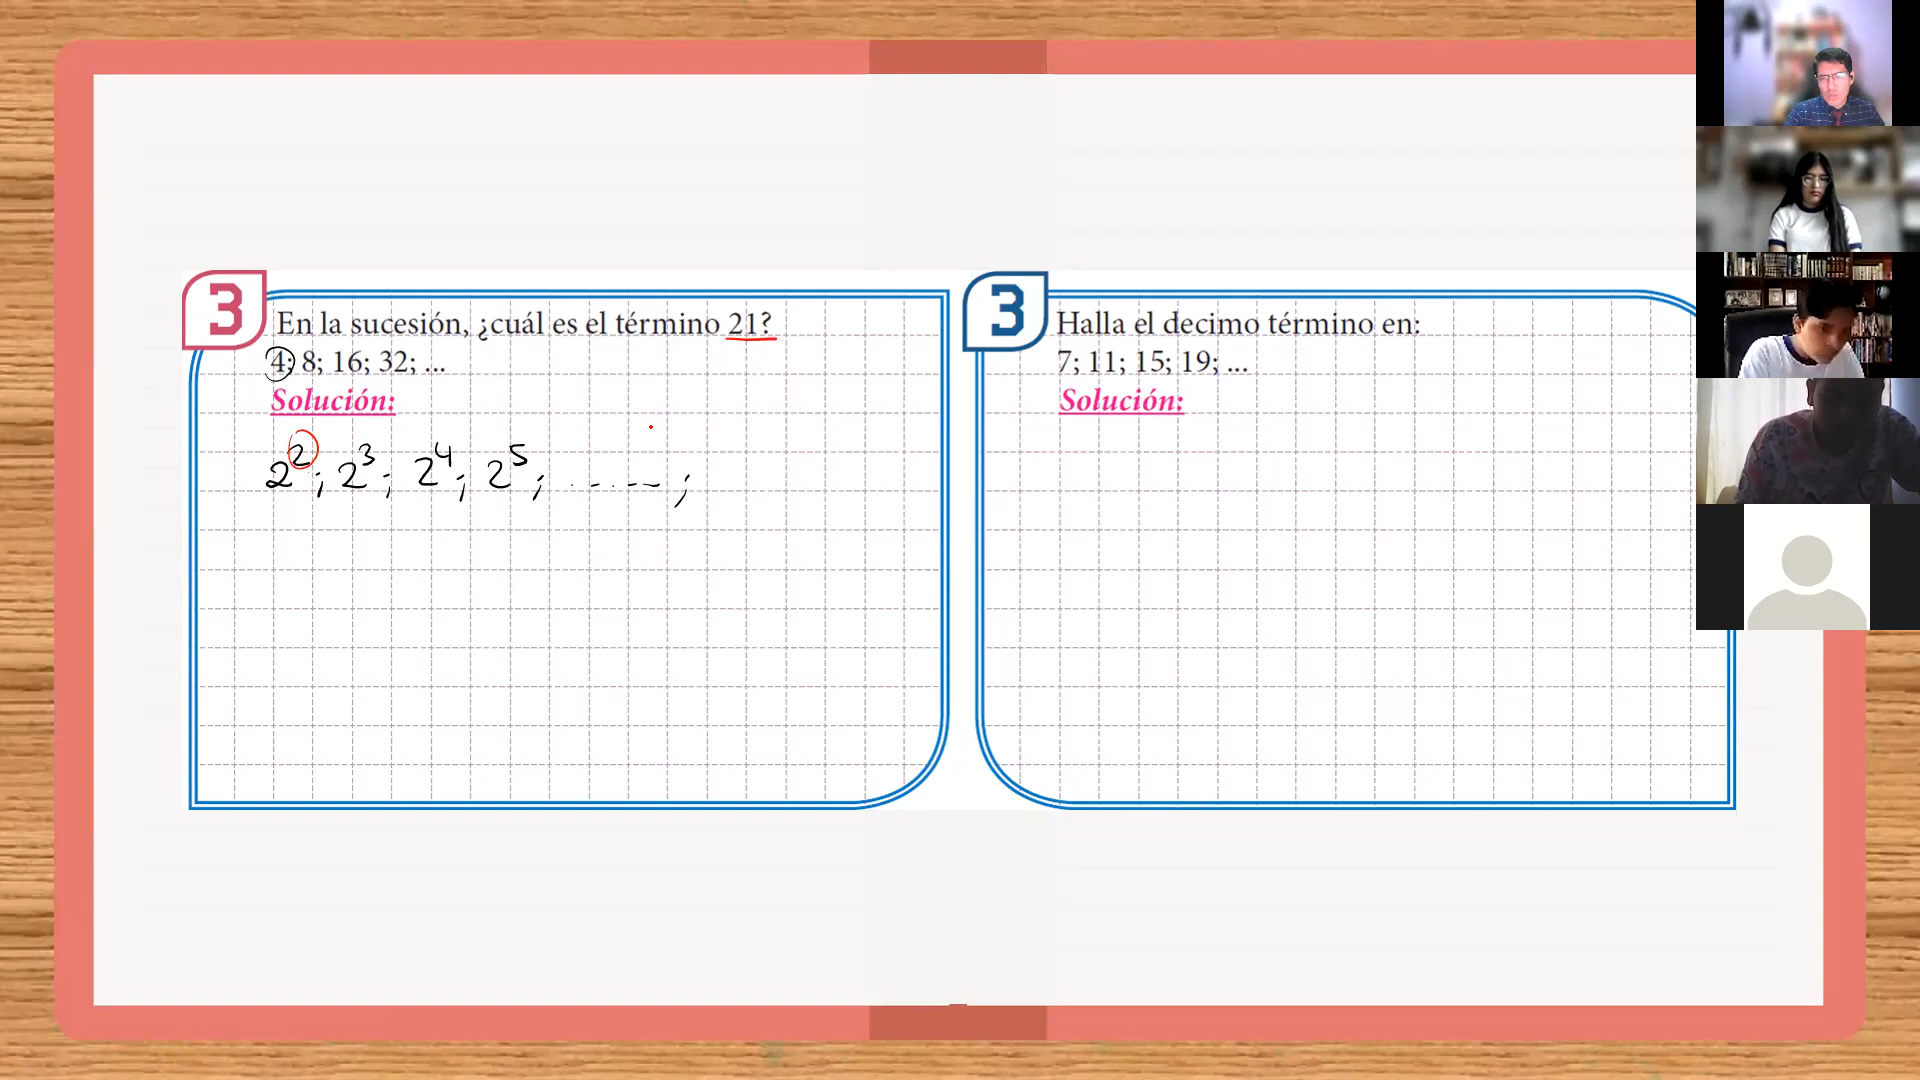 3
En la sucesión, ¿cuál es el término 21?
4; 8; 16; 32; ...
Solución:
2²; 2³; 2⁴; 2⁵; ......;
3
Halla el decimo término en:
7; 11; 15; 19; ...
Solución: